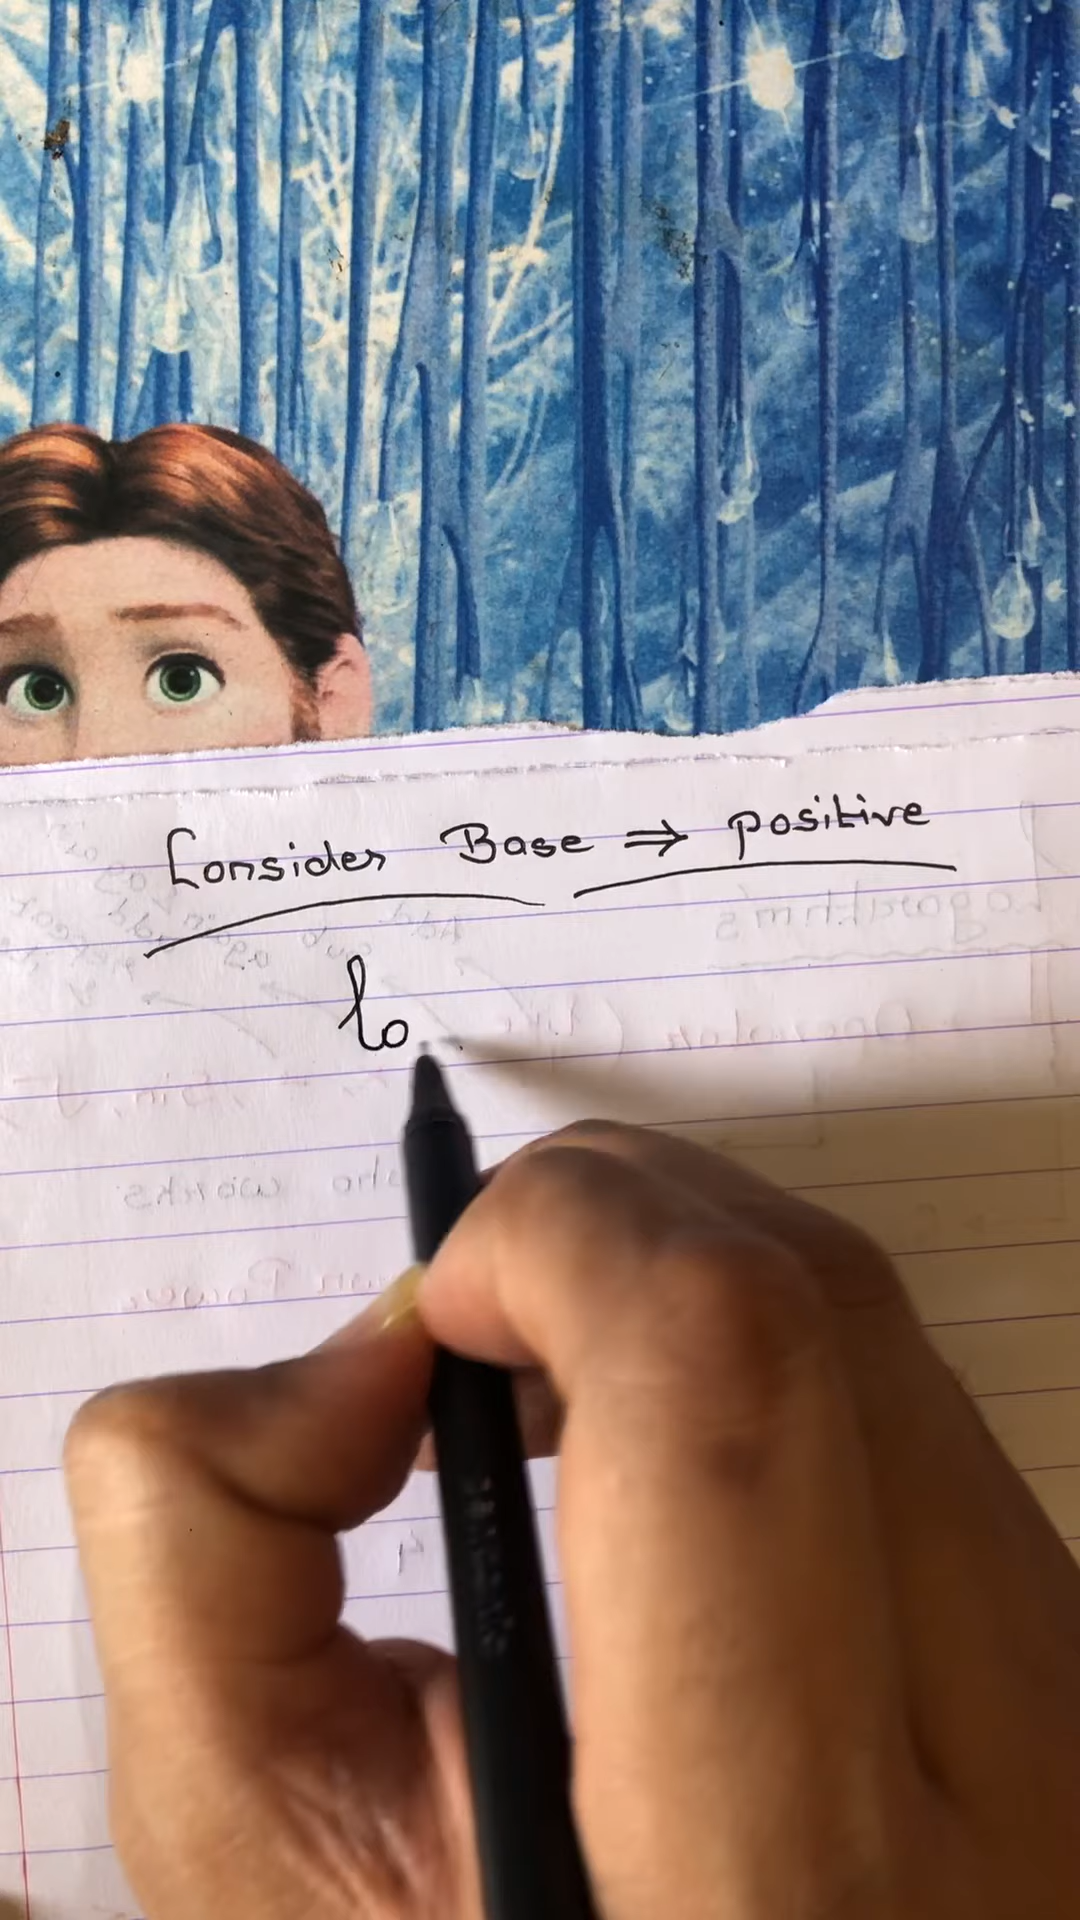 Consider Base ⇒ positive
lo